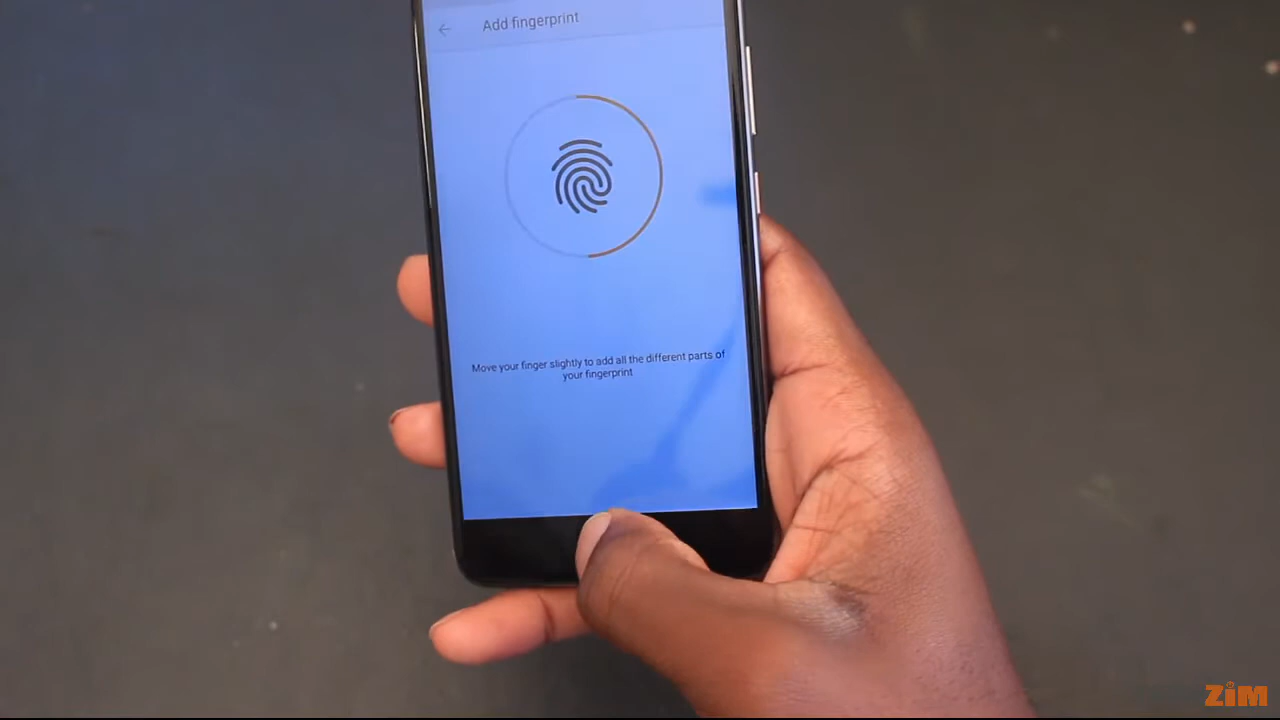 Add fingerprint
Move your finger slightly to add all the different parts of
your fingerprint
ZiM